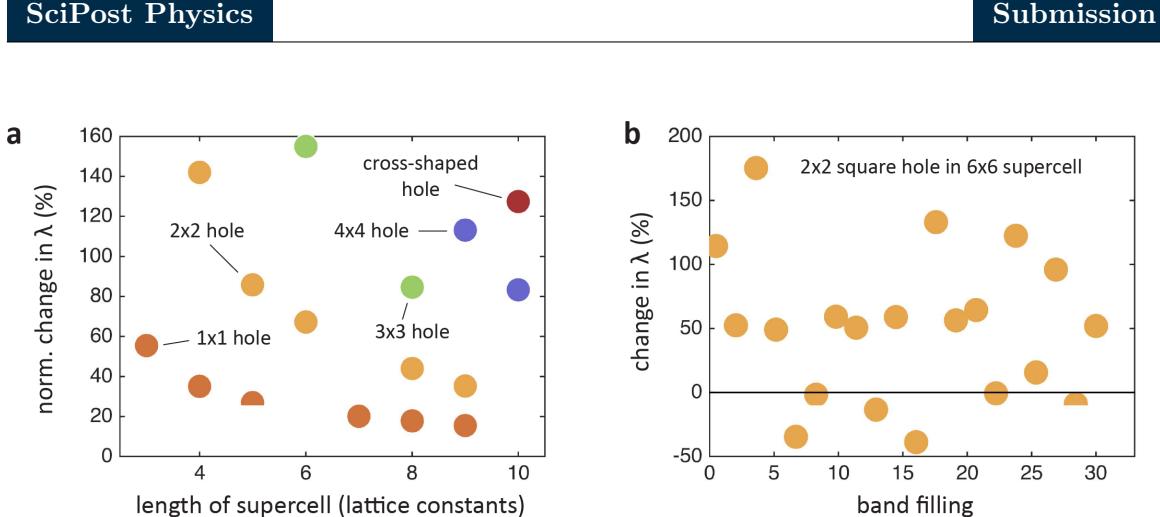 SciPost Physics
Submission
a
norm. change in λ (%)
160
140
120
100
80
60
40
20
0
cross-shaped
hole
2x2 hole
4x4 hole
1x1 hole
3x3 hole
4
6
8
10
length of supercell (lattice constants)
b
change in λ (%)
200
150
100
50
0
-50
2x2 square hole in 6x6 supercell
0
5
10
15
20
25
30
band filling